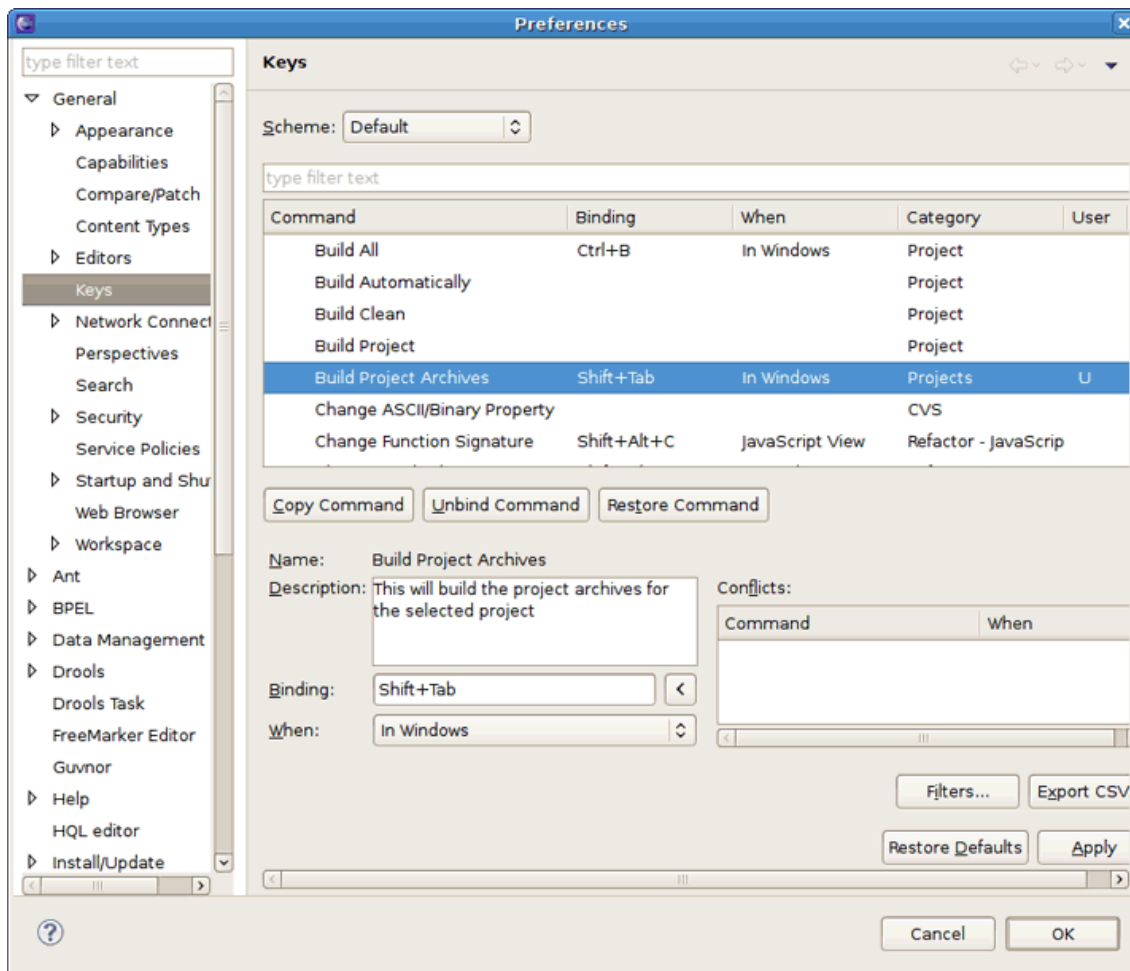 Preferences
type filter text
General
Appearance
Capabilities
Compare/Patch
Content Types
Editors
Keys
Network Connect
Perspectives
Search
Security
Service Policies
Startup and Shu
Web Browser
Workspace
Ant
BPEL
Data Management
Drools
Drools Task
FreeMarker Editor
Guvnor
Help
HQL editor
Install/Update
Keys
Scheme: Default
type filter text
Command Binding When Category User
Build All Ctrl+B In Windows Project
Build Automatically Project
Build Clean Project
Build Project Project
Build Project Archives Shift+Tab In Windows Projects U
Change ASCII/Binary Property CVS
Change Function Signature Shift+Alt+C JavaScript View Refactor - JavaScrip
Copy Command Unbind Command Restore Command
Name: Build Project Archives
Description: This will build the project archives for
the selected project
Conflicts:
Command When
Binding: Shift+Tab <
When: In Windows
Filters... Export CSV
Restore Defaults Apply
Cancel OK